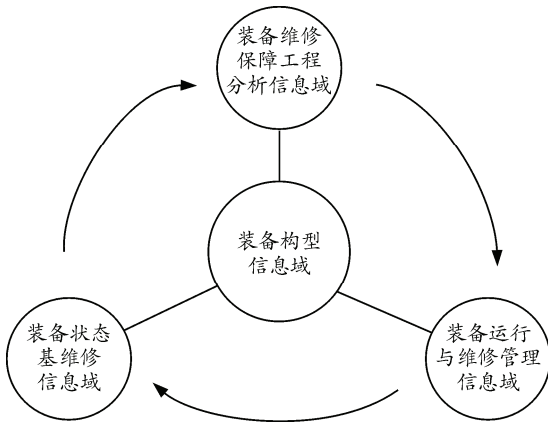 装备维修
保障工程
分析信息域
装备构型
信息域
装备状态
基维修
信息域
装备运行
与维修管理
信息域